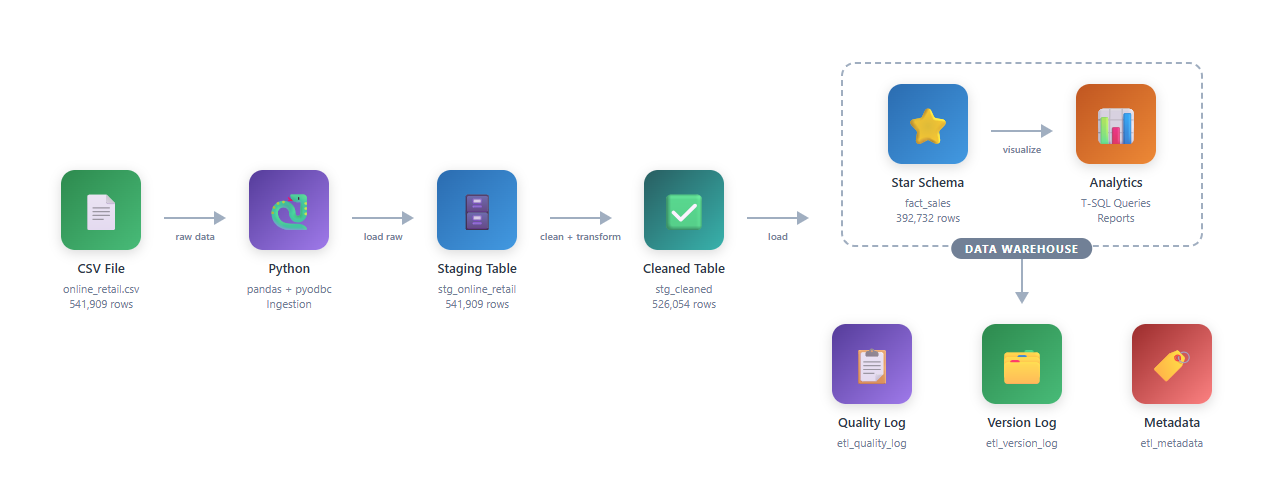 CSV File
online_retail.csv
541,909 rows
raw data
Python
pandas + pyodbc
Ingestion
load raw
Staging Table
stg_online_retail
541,909 rows
clean + transform
Cleaned Table
stg_cleaned
526,054 rows
load
Star Schema
fact_sales
392,732 rows
visualize
Analytics
T-SQL Queries
Reports
DATA WAREHOUSE
Quality Log
etl_quality_log
Version Log
etl_version_log
Metadata
etl_metadata